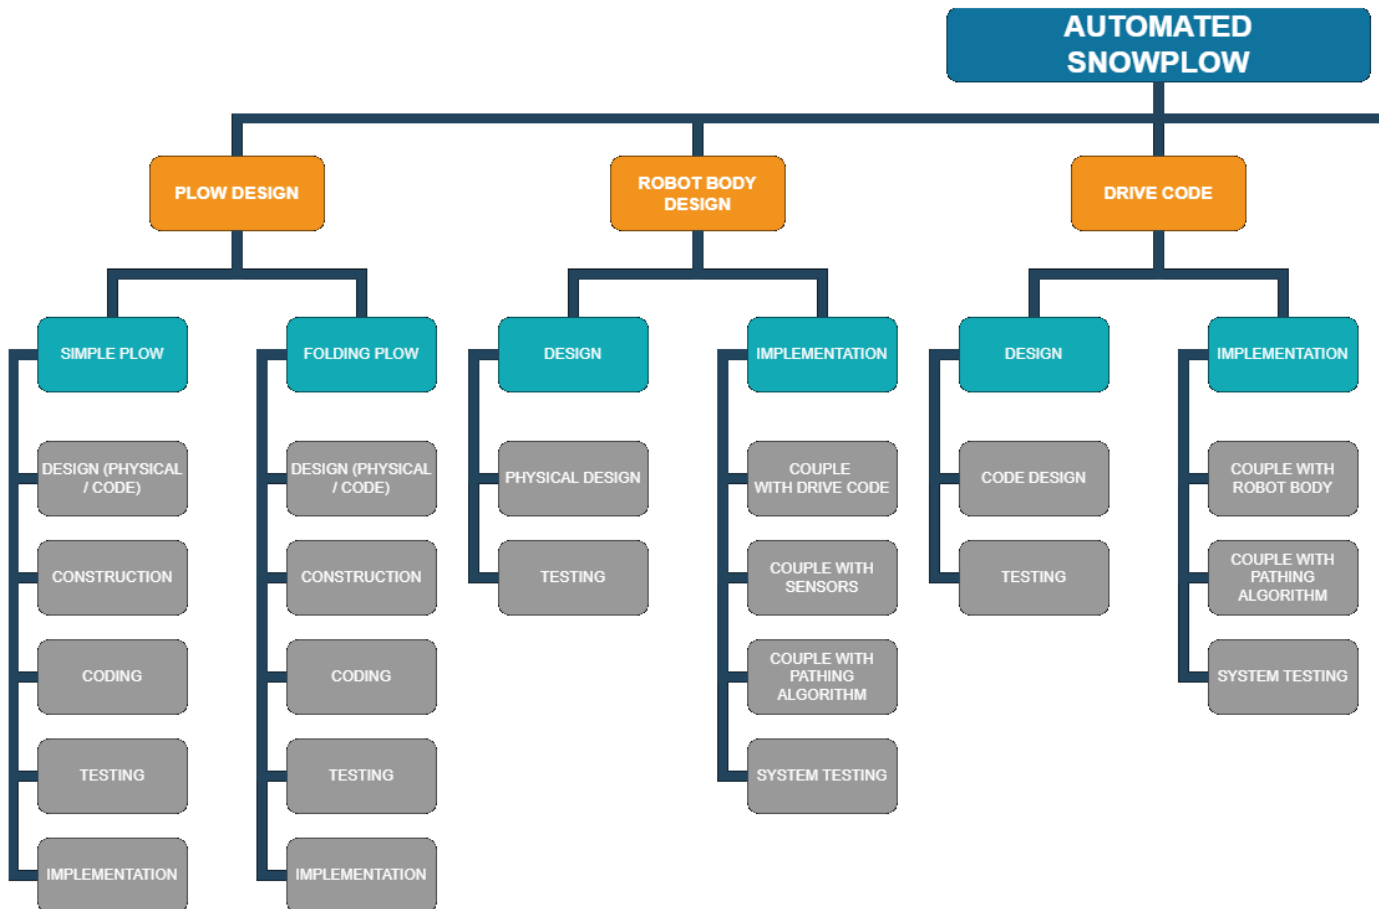 AUTOMATED
SNOWPLOW
PLOW DESIGN
ROBOT BODY
DESIGN
DRIVE CODE
SIMPLE PLOW
FOLDING PLOW
DESIGN
IMPLEMENTATION
DESIGN
IMPLEMENTATION
DESIGN (PHYSICAL
/ CODE)
DESIGN (PHYSICAL
/ CODE)
PHYSICAL DESIGN
COUPLE
WITH DRIVE CODE
CODE DESIGN
COUPLE WITH
ROBOT BODY
CONSTRUCTION
CONSTRUCTION
TESTING
COUPLE WITH
SENSORS
TESTING
COUPLE WITH
PATHING
ALGORITHM
CODING
CODING
COUPLE WITH
PATHING
ALGORITHM
SYSTEM TESTING
TESTING
TESTING
SYSTEM TESTING
IMPLEMENTATION
IMPLEMENTATION